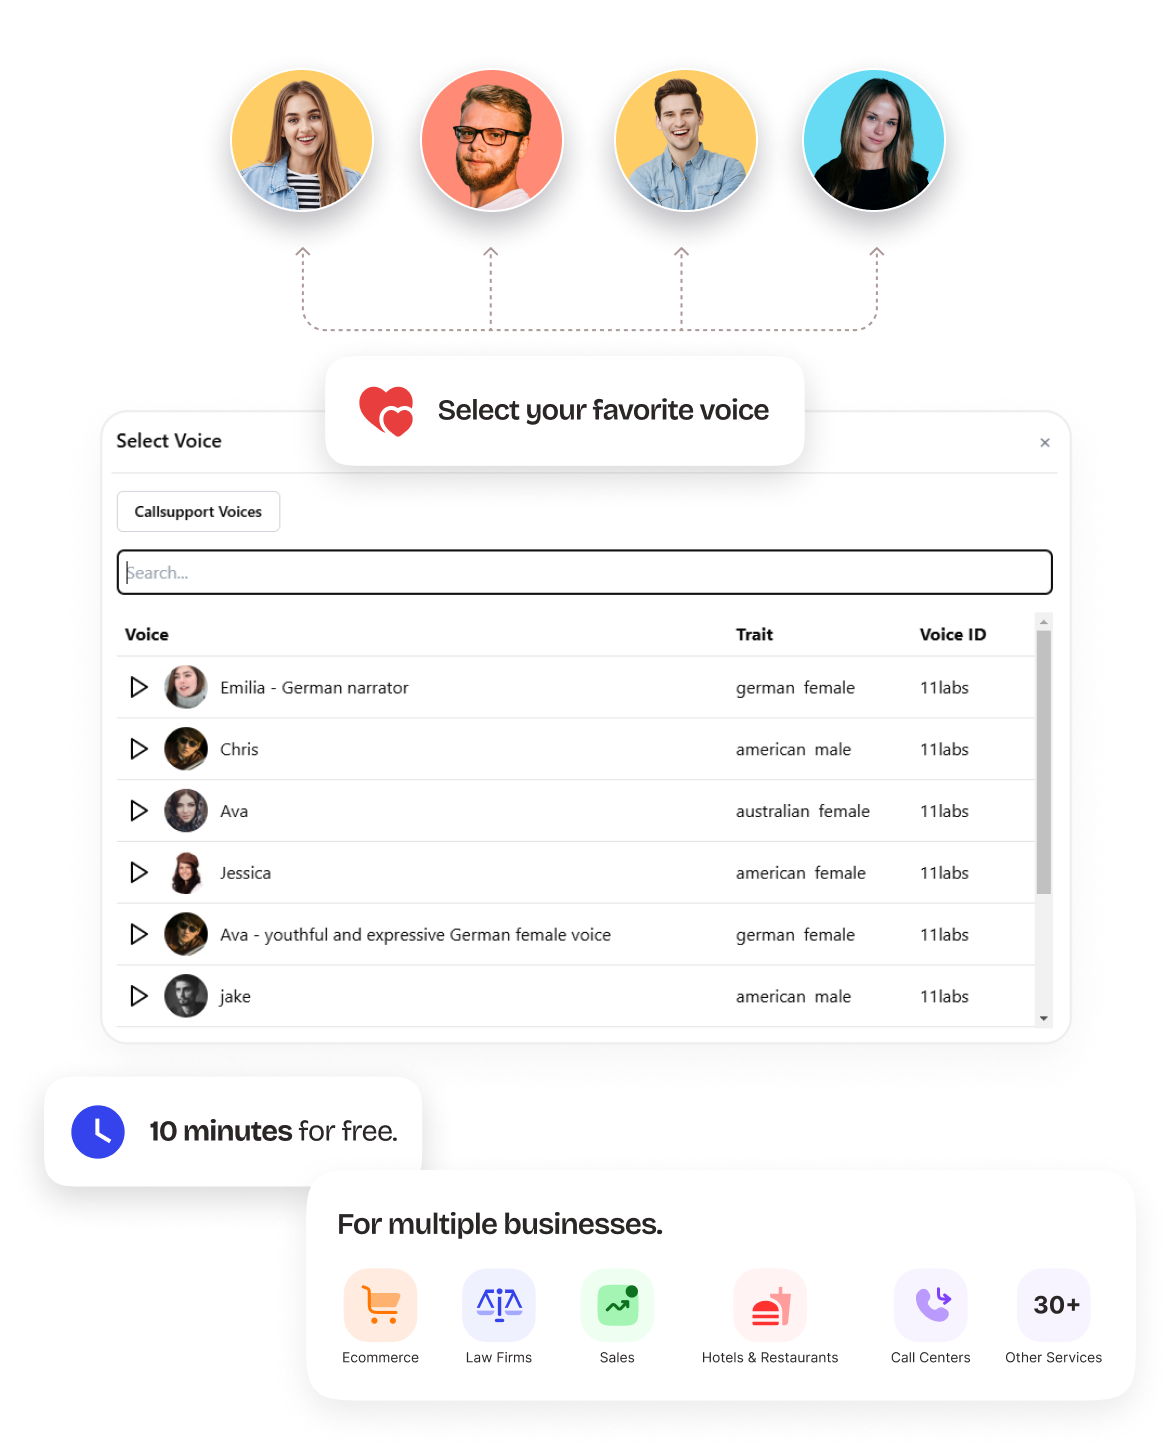 Select your favorite voice
Select Voice
×
Callsupport Voices
Search...
Voice Trait Voice ID
Emilia - German narrator german female 11labs
Chris american male 11labs
Ava australian female 11labs
Jessica american female 11labs
Ava - youthful and expressive German female voice german female 11labs
jake american male 11labs
10 minutes for free.
For multiple businesses.
30+
Ecommerce Law Firms Sales Hotels & Restaurants Call Centers Other Services